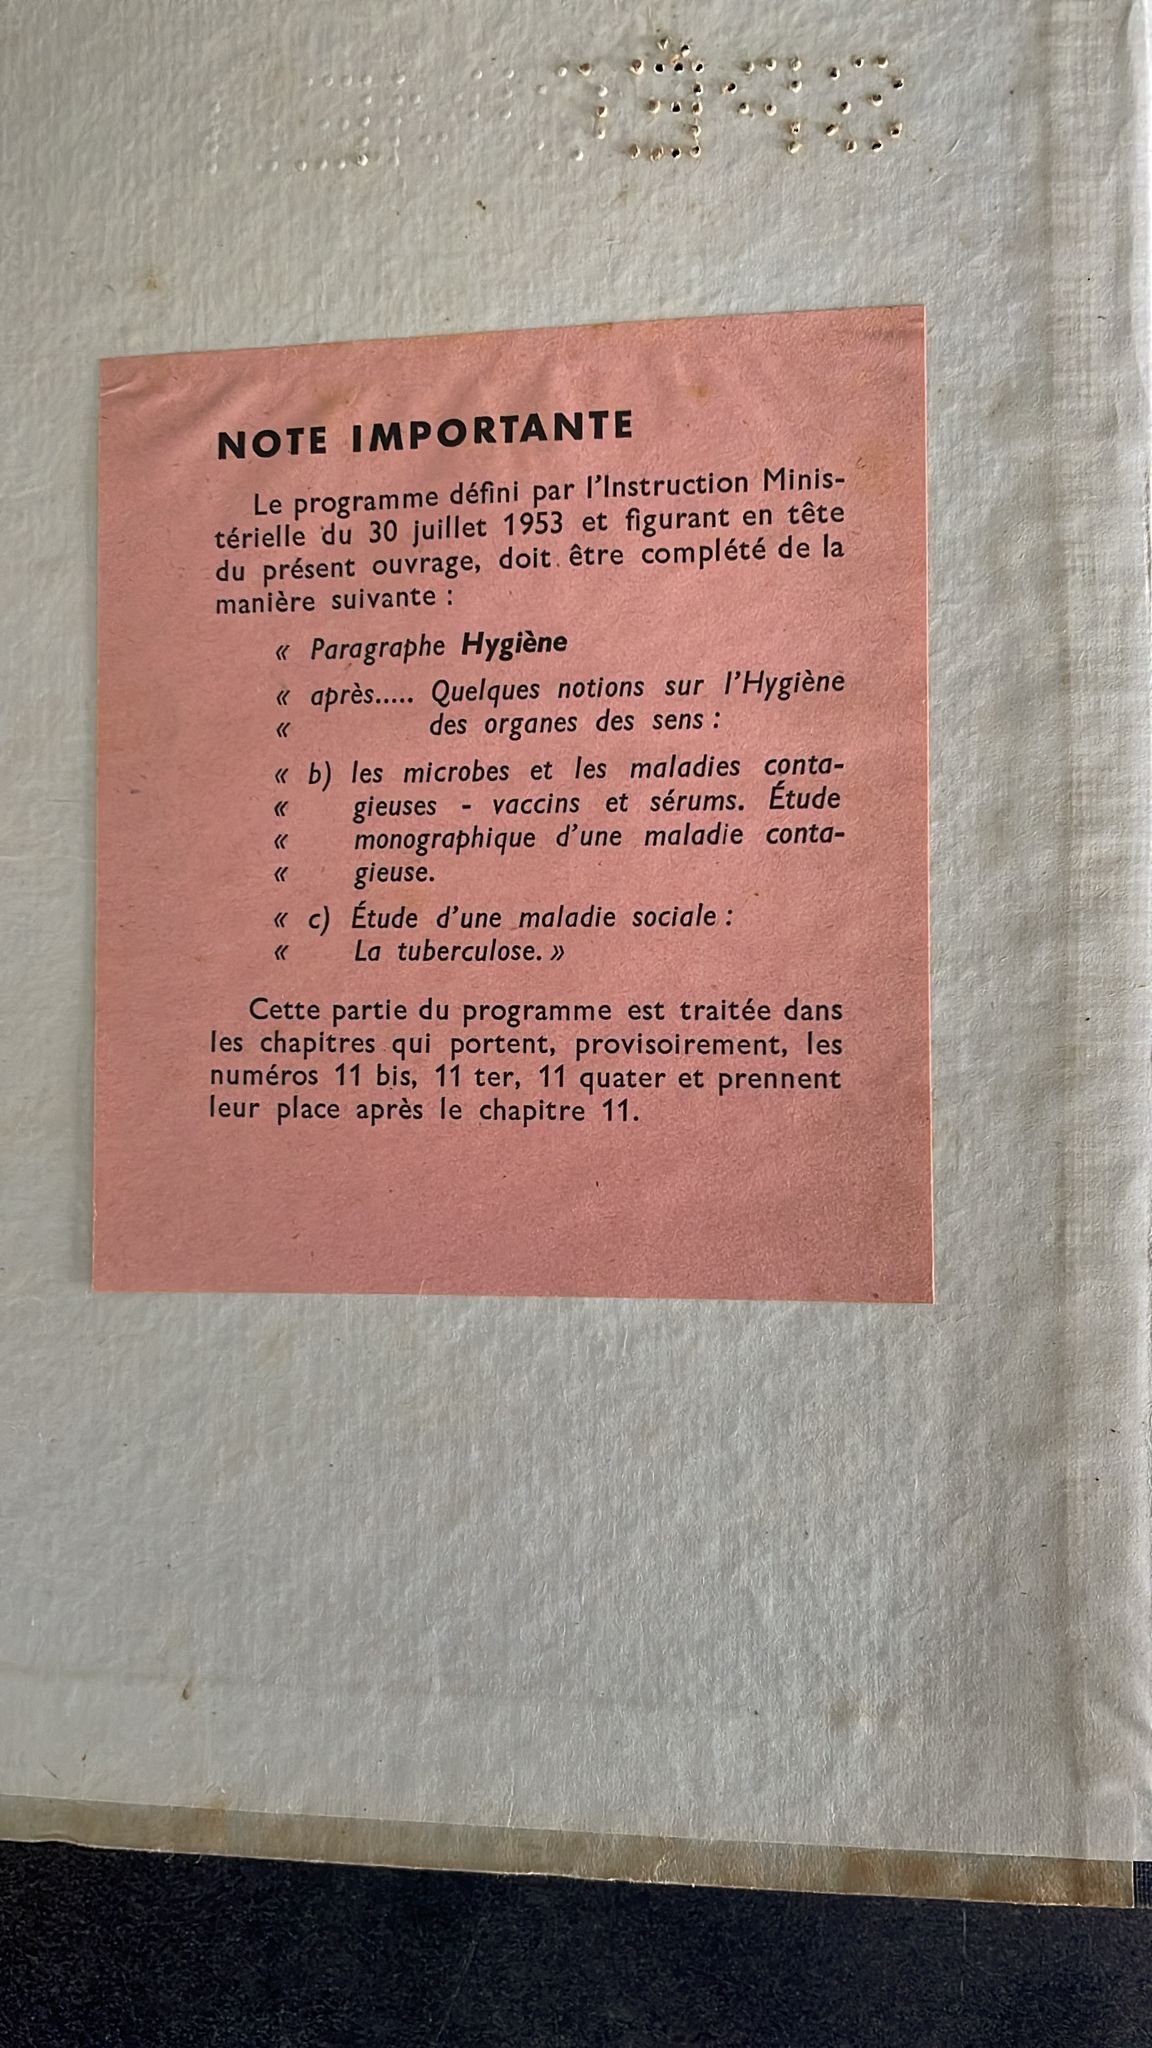 NOTE IMPORTANTE
Le programme défini par l'Instruction Minis-
térielle du 30 juillet 1953 et figurant en tête
du présent ouvrage, doit être complété de la
manière suivante :
« Paragraphe Hygiène
« après..... Quelques notions sur l'Hygiène
« des organes des sens :
« b) les microbes et les maladies conta-
« gieuses - vaccins et sérums. Étude
« monographique d'une maladie conta-
« gieuse.
« c) Étude d'une maladie sociale :
« La tuberculose. »
Cette partie du programme est traitée dans
les chapitres qui portent, provisoirement, les
numéros 11 bis, 11 ter, 11 quater et prennent
leur place après le chapitre 11.